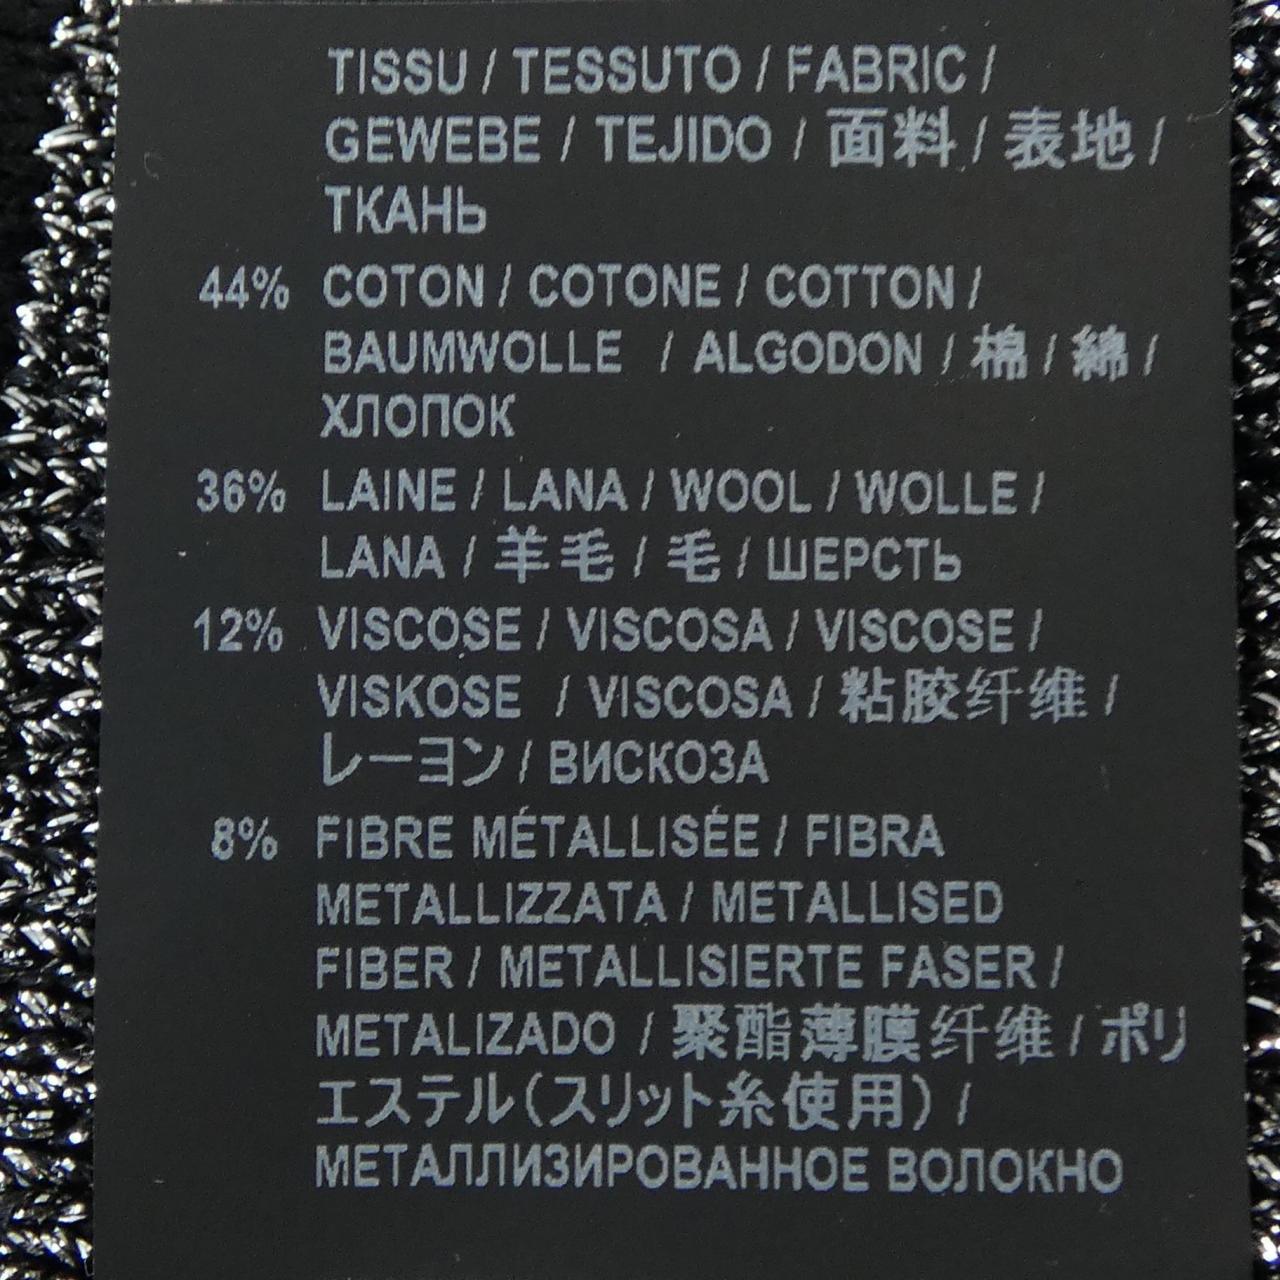 TISSU / TESSUTO / FABRIC /
GEWEBE / TEJIDO / 面料 / 表地 /
ТКАНЬ
44% COTON / COTONE / COTTON /
BAUMWOLLE / ALGODON / 棉 / 綿 /
ХЛОПОК
36% LAINE / LANA / WOOL / WOLLE /
LANA / 羊毛 / 毛 / ШЕРСТЬ
12% VISCOSE / VISCOSA / VISCOSE /
VISKOSE / VISCOSA / 粘胶纤维 /
レーヨン / ВИСКОЗА
8% FIBRE MÉTALLISÉE / FIBRA
METALLIZZATA / METALLISED
FIBER / METALLISIERTE FASER /
METALIZADO / 聚酯薄膜纤维 / ポリ
エステル(スリット糸使用) /
МЕТАЛЛИЗИРОВАННОЕ ВОЛОКНО